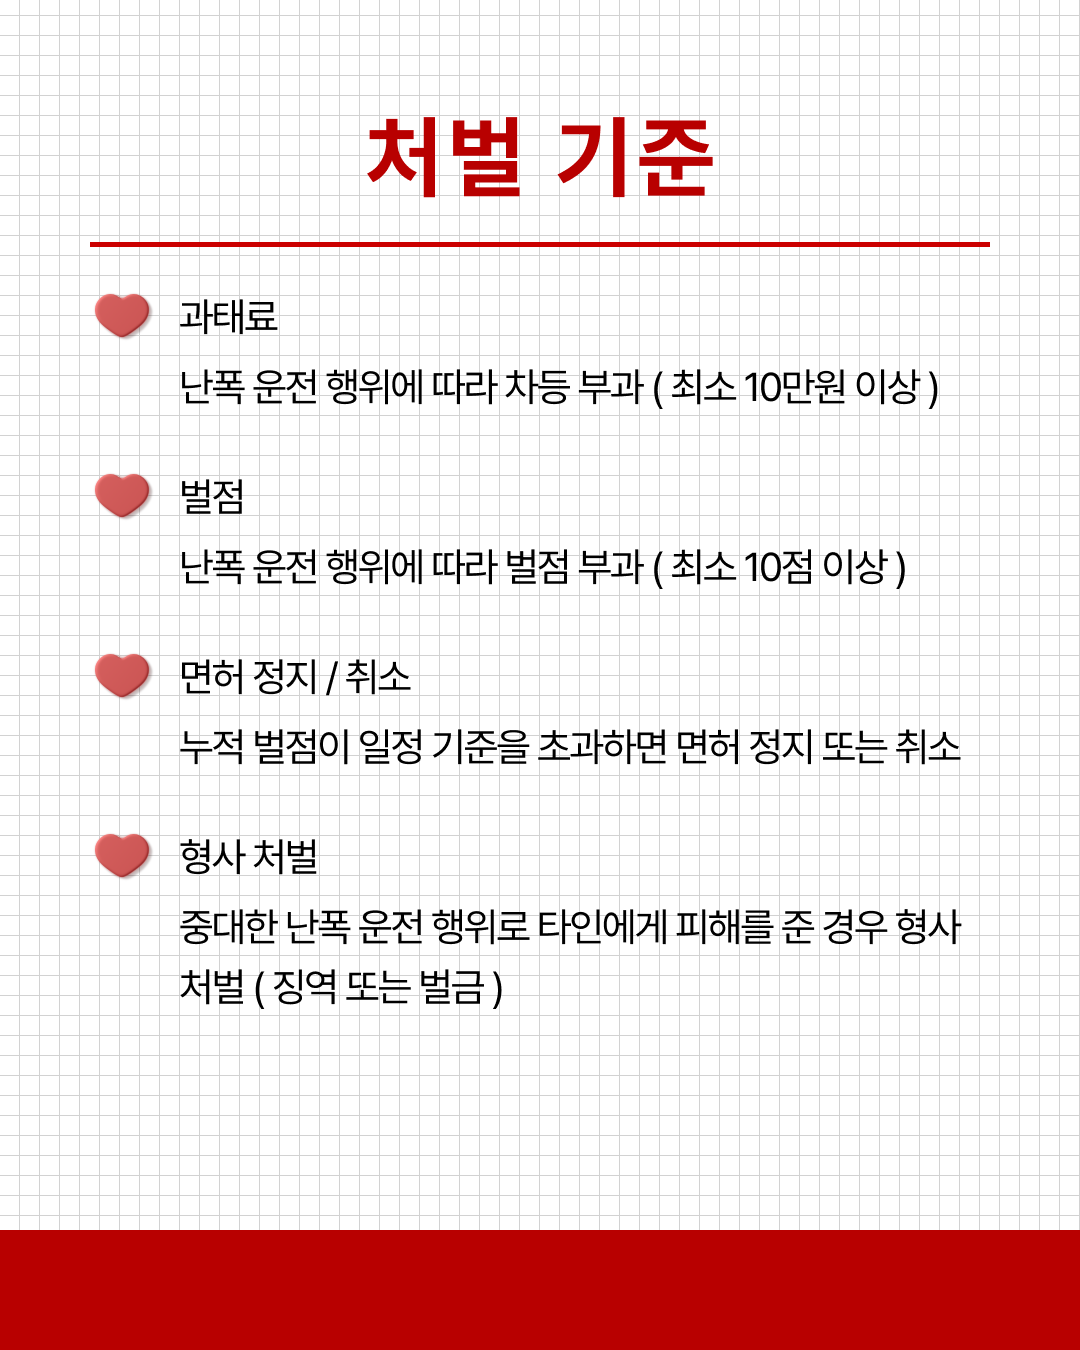 처벌 기준
과태료
난폭 운전 행위에 따라 차등 부과 ( 최소 10만원 이상 )
벌점
난폭 운전 행위에 따라 벌점 부과 ( 최소 10점 이상 )
면허 정지 / 취소
누적 벌점이 일정 기준을 초과하면 면허 정지 또는 취소
형사 처벌
중대한 난폭 운전 행위로 타인에게 피해를 준 경우 형사
처벌 ( 징역 또는 벌금 )